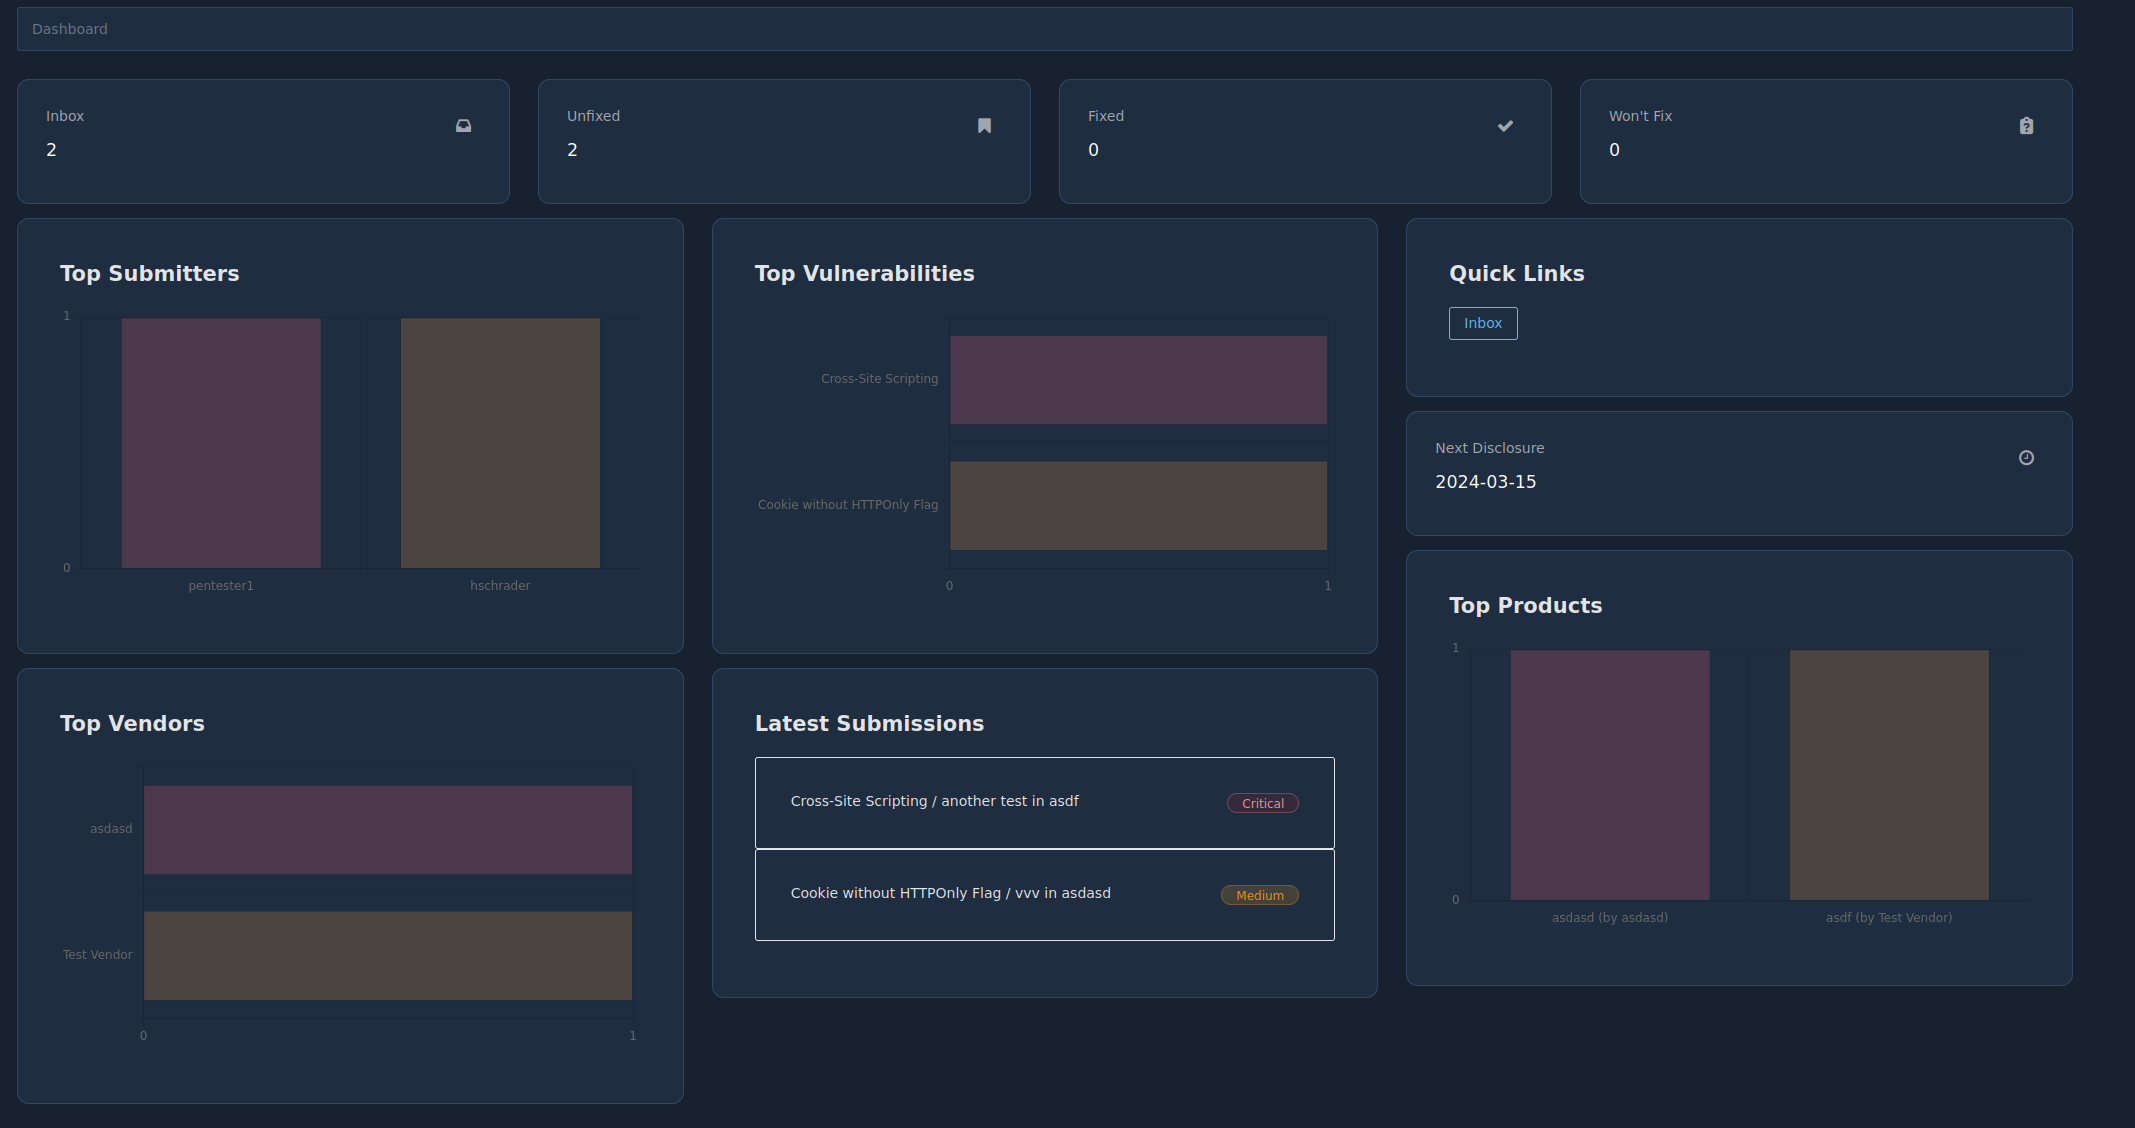 Dashboard
Inbox
2
Unfixed
2
Fixed
0
Won't Fix
0
Top Submitters
1
0
pentester1
hschrader
Top Vulnerabilities
Cross-Site Scripting
Cookie without HTTPOnly Flag
0
1
Quick Links
Inbox
Next Disclosure
2024-03-15
Top Products
1
0
asdasd (by asdasd)
asdf (by Test Vendor)
Top Vendors
asdasd
Test Vendor
0
1
Latest Submissions
Cross-Site Scripting / another test in asdf
Critical
Cookie without HTTPOnly Flag / vvv in asdasd
Medium